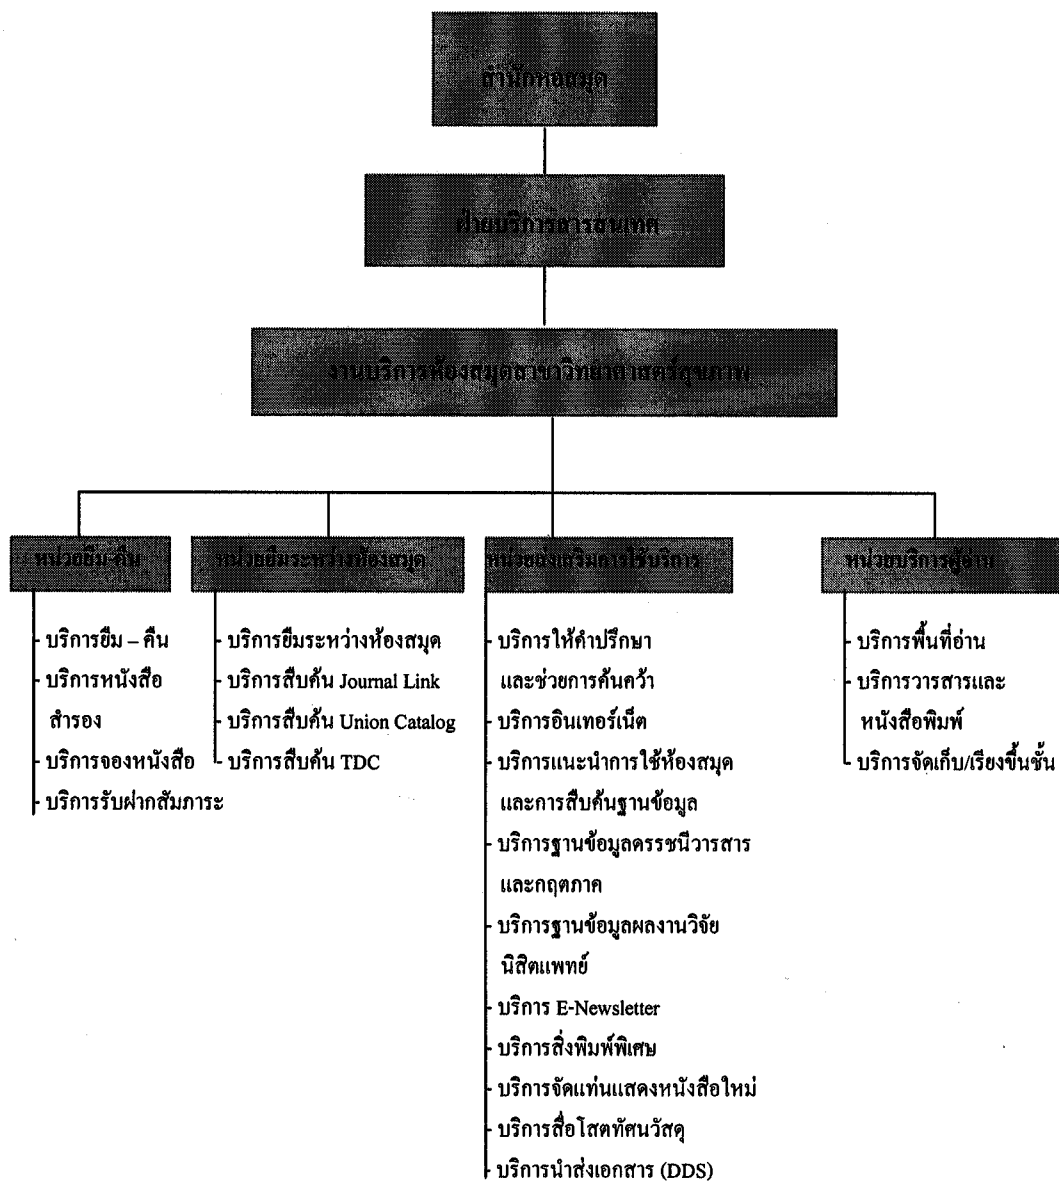 สำนักหอสมุด
ฝ่ายบริการสารสนเทศ
งานบริการห้องสมุดสาขาวิทยาศาสตร์สุขภาพ
หน่วยยืม-คืน
- บริการยืม – คืน
- บริการหนังสือ
สำรอง
- บริการจองหนังสือ
- บริการรับฝากสัมภาระ
หน่วยยืมระหว่างห้องสมุด
- บริการยืมระหว่างห้องสมุด
- บริการสืบค้น Journal Link
- บริการสืบค้น Union Catalog
- บริการสืบค้น TDC
หน่วยส่งเสริมการใช้บริการ
- บริการให้คำปรึกษา
และช่วยการค้นคว้า
- บริการอินเทอร์เน็ต
- บริการแนะนำการใช้ห้องสมุด
และการสืบค้นฐานข้อมูล
- บริการฐานข้อมูลดรรชนีวารสาร
และกฤตภาค
- บริการฐานข้อมูลผลงานวิจัย
นิสิตแพทย์
- บริการ E-Newsletter
- บริการสิ่งพิมพ์พิเศษ
- บริการจัดแท่นแสดงหนังสือใหม่
- บริการสื่อโสตทัศนวัสดุ
- บริการนำส่งเอกสาร (DDS)
หน่วยบริการผู้อ่าน
- บริการพื้นที่อ่าน
- บริการวารสารและ
หนังสือพิมพ์
- บริการจัดเก็บ/เรียงขึ้นชั้น